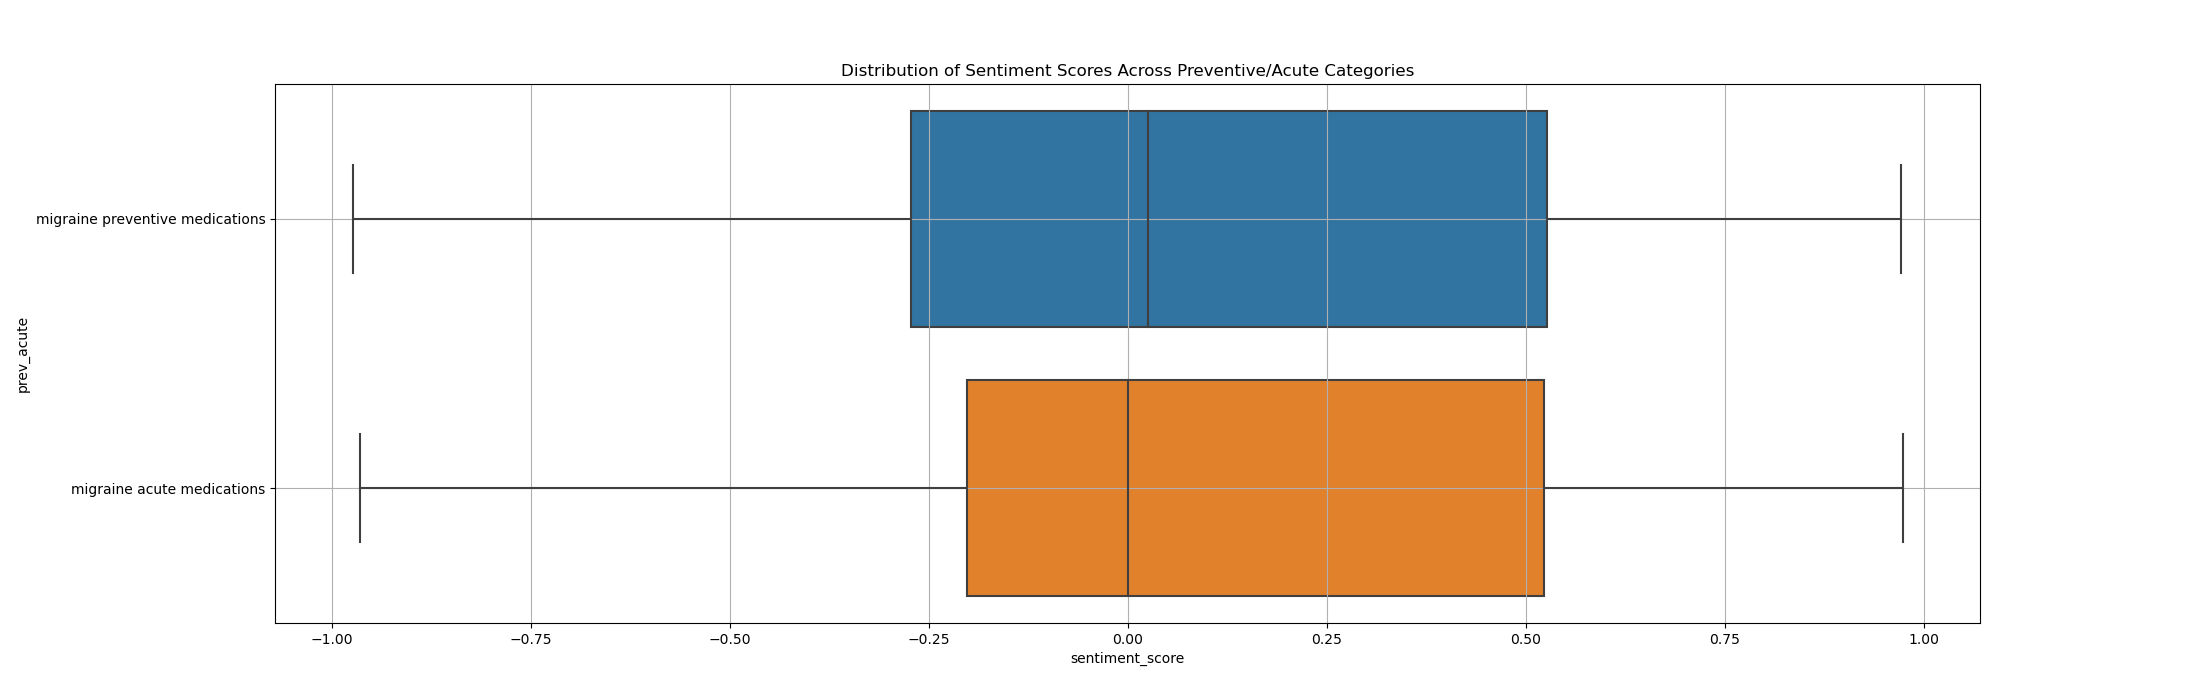 Distribution of Sentiment Scores Across Preventive/Acute Categories
prev_acute
migraine preventive medications
migraine acute medications
−1.00 −0.75 −0.50 −0.25 0.00 0.25 0.50 0.75 1.00
sentiment_score